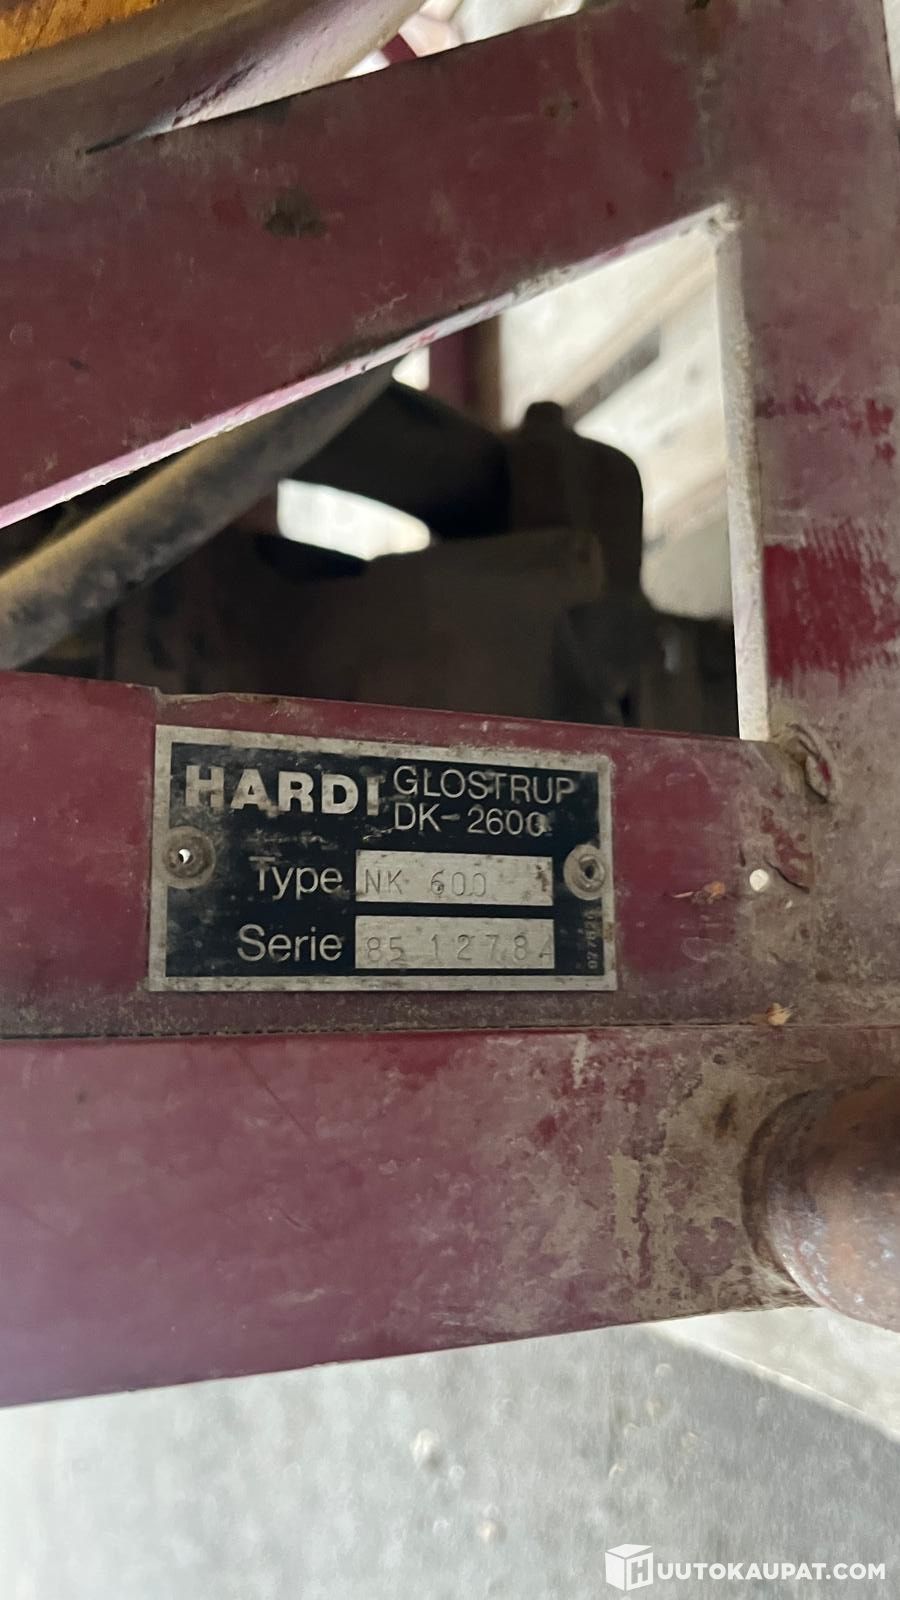 HARDI GLOSTRUP
DK-2600
Type NK 600
Serie 85 12784
HUUTOKAUPAT.COM